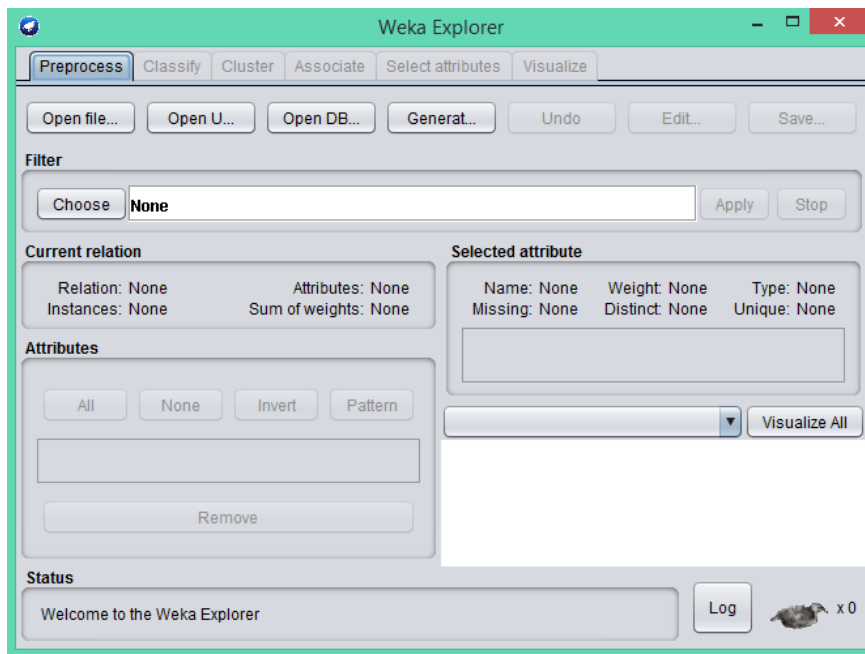 Weka Explorer
Preprocess Classify Cluster Associate Select attributes Visualize
Open file... Open U... Open DB... Generat... Undo Edit... Save...
Filter
Choose None Apply Stop
Current relation
Relation: None Attributes: None
Instances: None Sum of weights: None
Selected attribute
Name: None Weight: None Type: None
Missing: None Distinct: None Unique: None
Attributes
All None Invert Pattern
Remove
Visualize All
Status
Welcome to the Weka Explorer
Log x 0